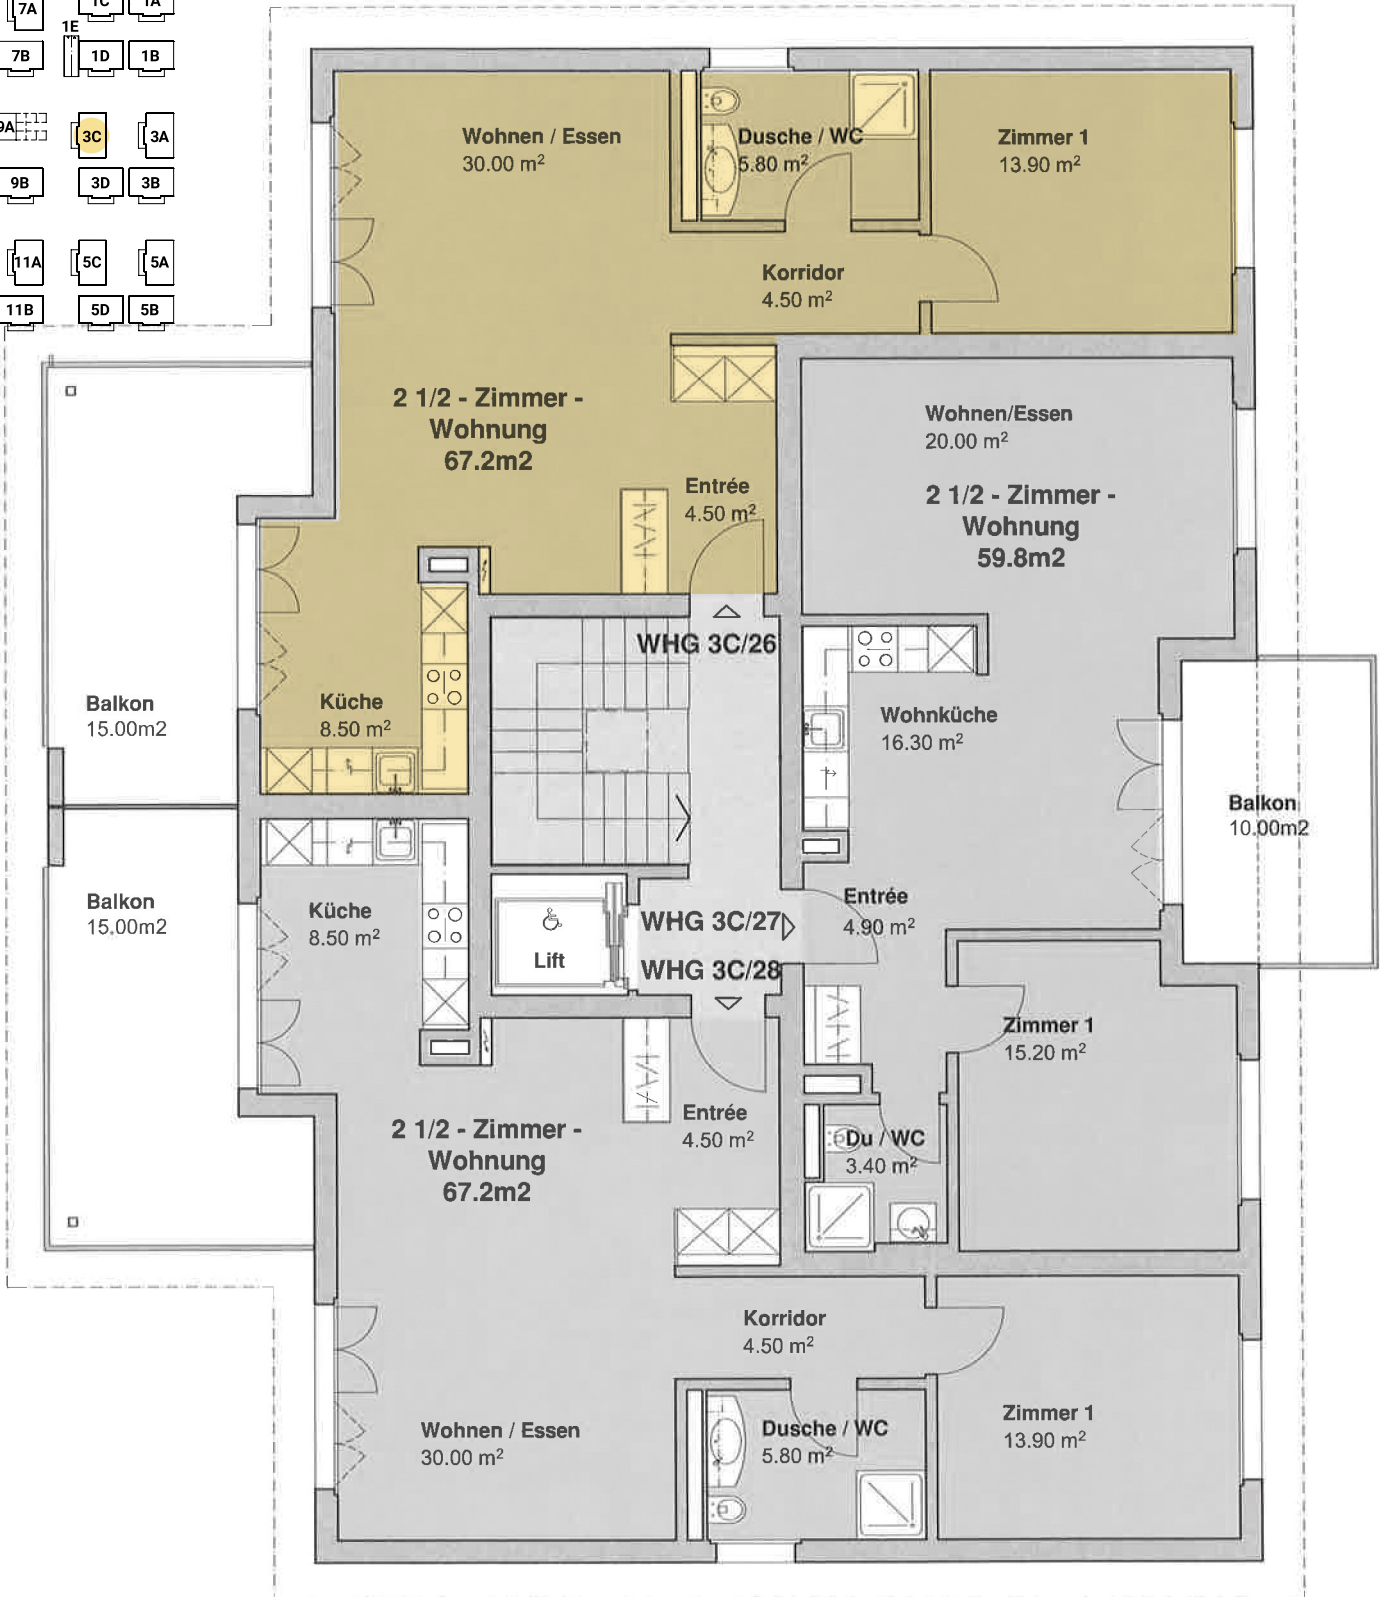 7A
1C
1A
1E
7B
1D
1B
9A
3C
3A
9B
3D
3B
11A
5C
5A
11B
5D
5B
Wohnen / Essen
30.00 m²
Dusche / WC
5.80 m²
Zimmer 1
13.90 m²
Korridor
4.50 m²
2 1/2 - Zimmer -
Wohnung
67.2m2
Entrée
4.50 m²
Wohnen/Essen
20.00 m²
2 1/2 - Zimmer -
Wohnung
59.8m2
WHG 3C/26
Balkon
15.00m2
Küche
8.50 m²
Wohnküche
16.30 m²
Balkon
10.00m2
Balkon
15,00m2
Küche
8.50 m²
Lift
WHG 3C/27
WHG 3C/28
Entrée
4.90 m²
Zimmer 1
15.20 m²
2 1/2 - Zimmer -
Wohnung
67.2m2
Entrée
4.50 m²
Du / WC
3.40 m²
Korridor
4.50 m²
Wohnen / Essen
30.00 m²
Dusche / WC
5.80 m²
Zimmer 1
13.90 m²